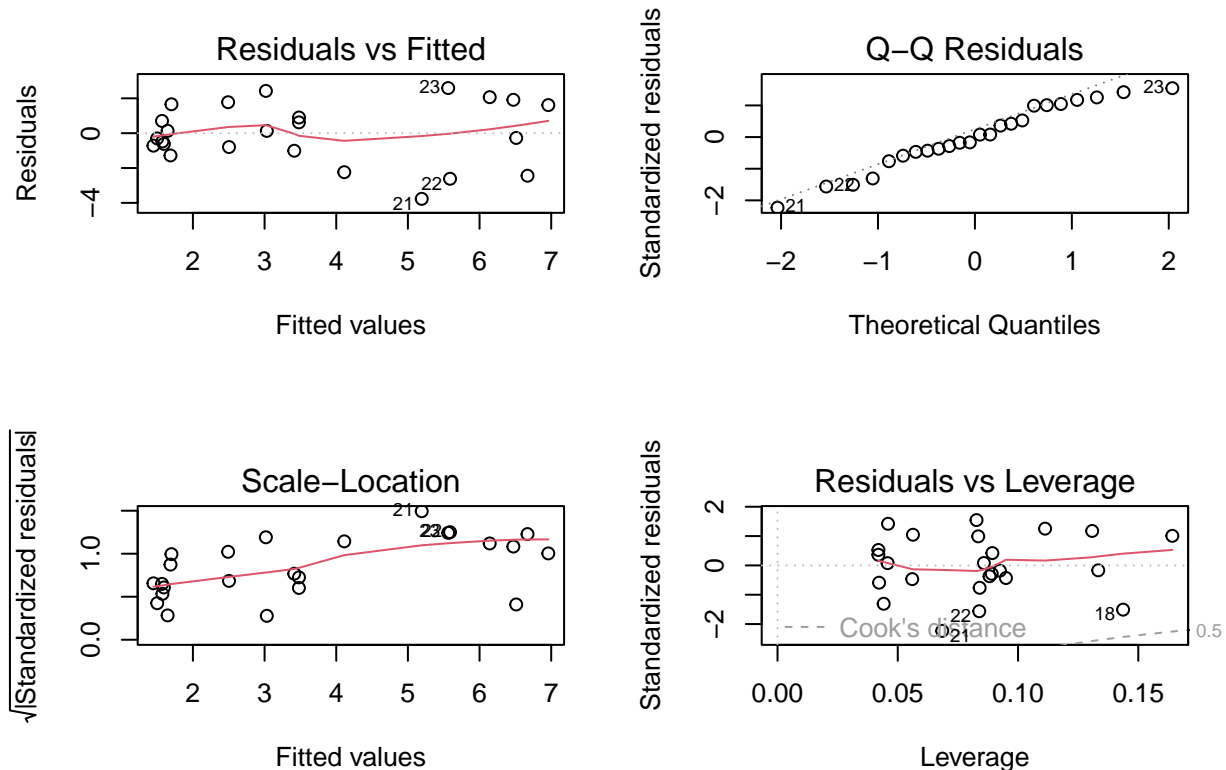 Residuals vs Fitted
Residuals
0
−4
23
22
21
2 3 4 5 6 7
Fitted values
Q−Q Residuals
Standardized residuals
0
−2
23
22
21
−2 −1 0 1 2
Theoretical Quantiles
Scale−Location
√|Standardized residuals|
1.0
0.0
21
2 3 4 5 6 7
Fitted values
Residuals vs Leverage
Standardized residuals
2
0
−2
22
18
Cook's distance
0.5
21
0.00 0.05 0.10 0.15
Leverage